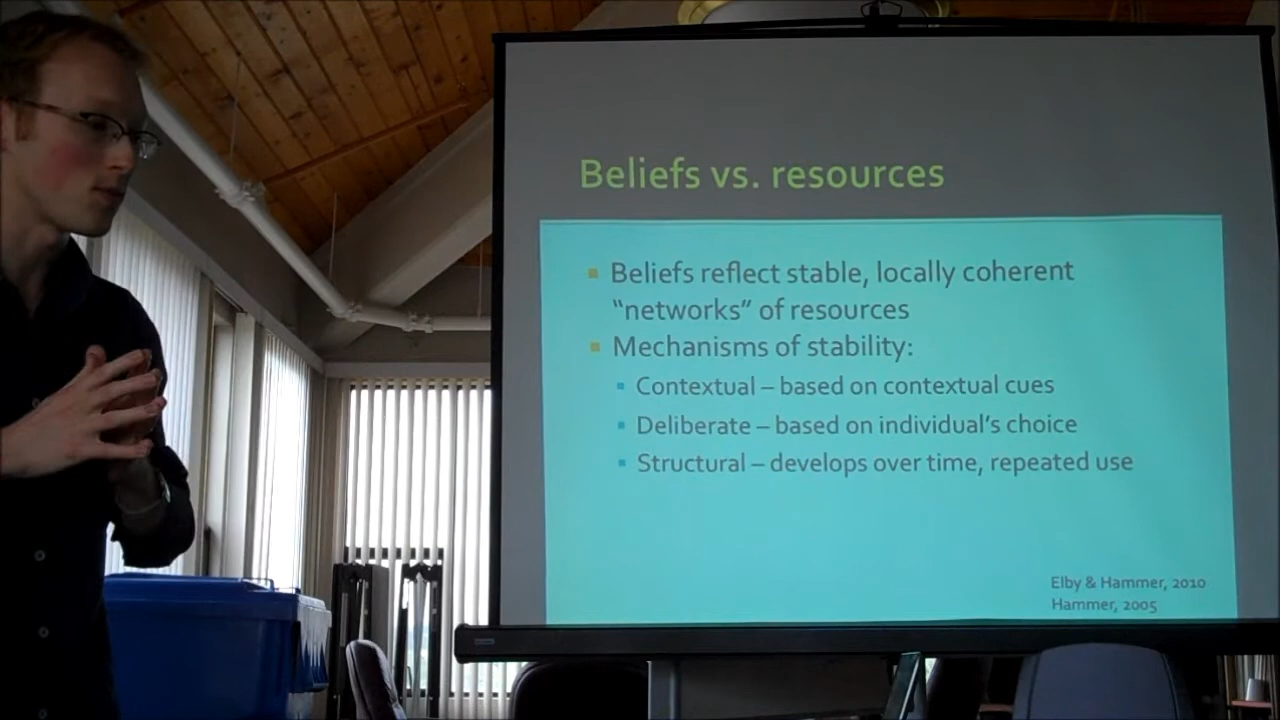 Beliefs vs. resources
Beliefs reflect stable, locally coherent
“networks” of resources
Mechanisms of stability:
Contextual – based on contextual cues
Deliberate – based on individual’s choice
Structural – develops over time, repeated use
Elby & Hammer, 2010
Hammer, 2005